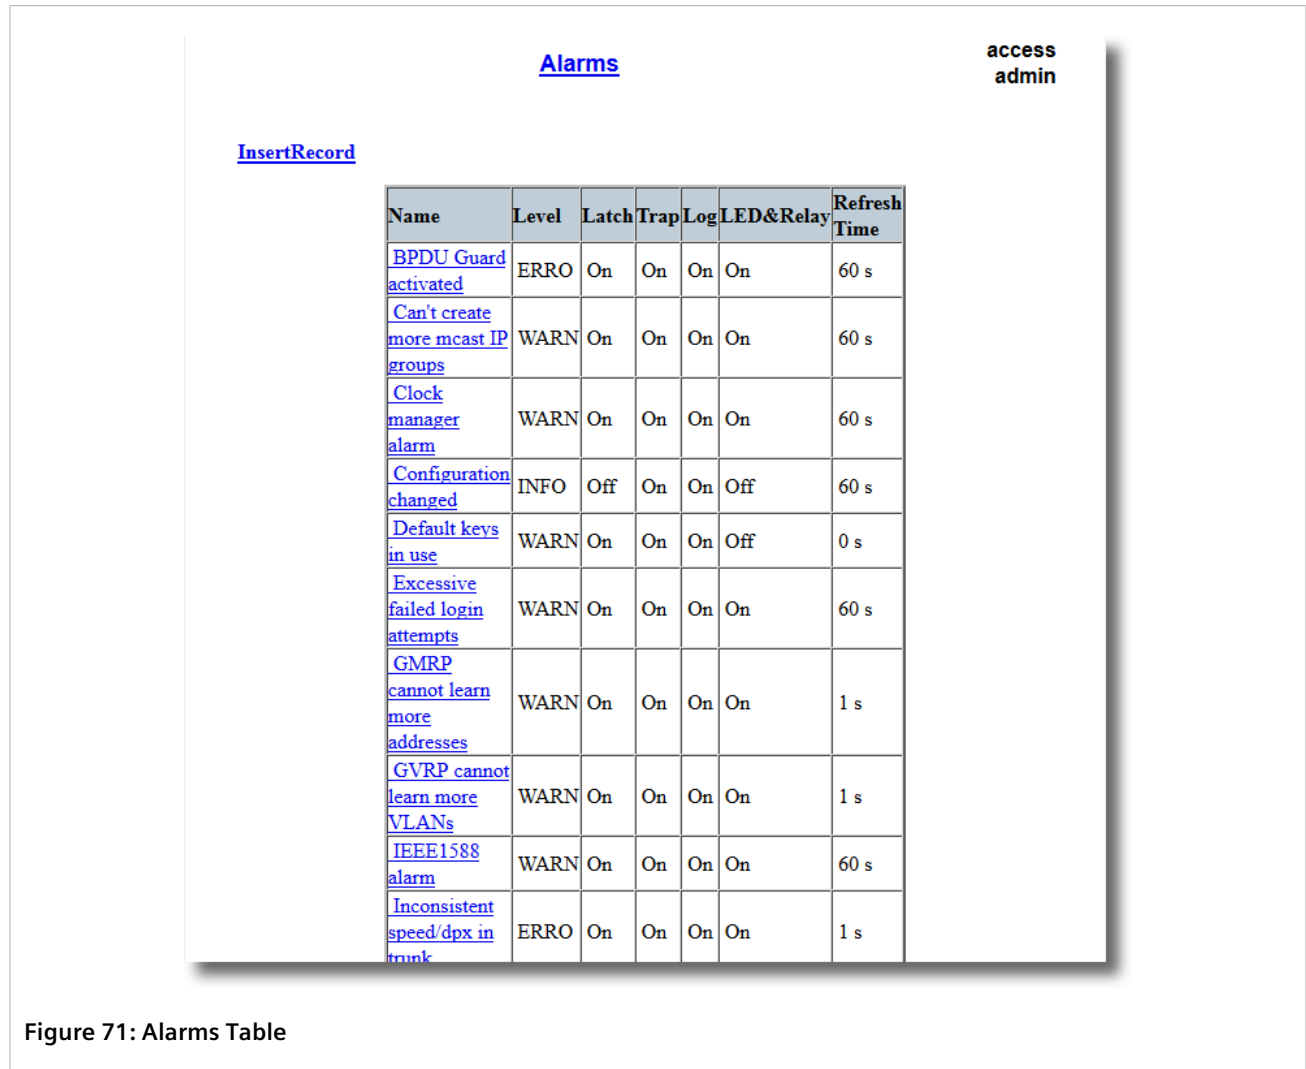 Alarms
access
admin
InsertRecord
Name Level Latch Trap Log LED&Relay Refresh
Time
BPDU Guard
activated ERRO On On On On 60 s
Can't create
more mcast IP WARN On On On On 60 s
groups
Clock
manager WARN On On On On 60 s
alarm
Configuration
changed INFO Off On On Off 60 s
Default keys
in use WARN On On On Off 0 s
Excessive
failed login WARN On On On On 60 s
attempts
GMRP
cannot learn WARN On On On On 1 s
more
addresses
GVRP cannot
learn more WARN On On On On 1 s
VLANs
IEEE1588
alarm WARN On On On On 60 s
Inconsistent
speed/dpx in ERRO On On On On 1 s
trunk
Figure 71: Alarms Table